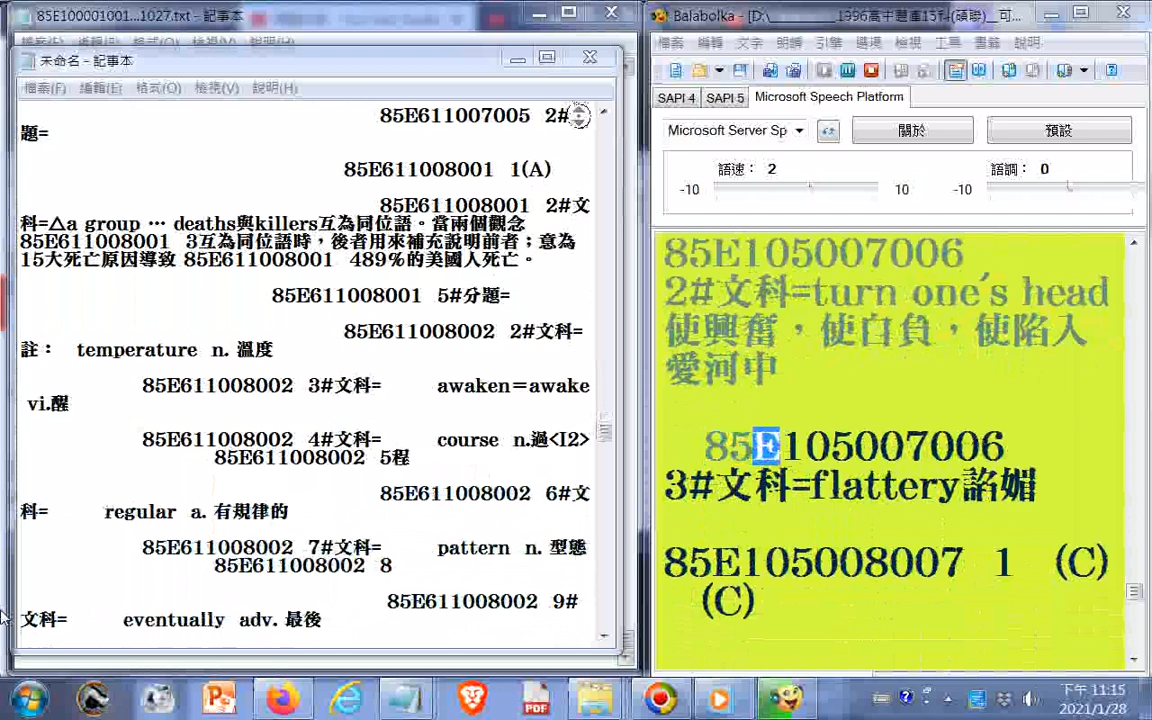 85E100001001...1027.txt - 記事本
未命名 - 記事本
檔案(F) 編輯(E) 格式(O) 檢視(V) 說明(H)
85E611007005 2#
題=
85E611008001 1(A)
85E611008001 2#文
科=△a group … deaths與killers互為同位語。當兩個觀念
85E611008001 3互為同位語時，後者用來補充說明前者；意為
15大死亡原因導致 85E611008001 489%的美國人死亡。
85E611008001 5#分題=
85E611008002 2#文科=
註： temperature n. 溫度
85E611008002 3#文科= awaken＝awake
vi.醒
85E611008002 4#文科= course n.過<I2>
85E611008002 5程
85E611008002 6#文
科= regular a. 有規律的
85E611008002 7#文科= pattern n. 型態
85E611008002 8
85E611008002 9#
文科= eventually adv. 最後
Balabolka - [D:\________1996高中題庫15科(碩聯)__可...
檔案 編輯 文字 朗讀 引擎 選項 檢視 工具 書籤 說明
SAPI 4 SAPI 5 Microsoft Speech Platform
Microsoft Server Sp 關於 預設
語速： 2 語調： 0
-10 10 -10
85E105007006
2#文科=turn one's head
使興奮，使自負，使陷入
愛河中
85E105007006
3#文科=flattery諂媚
85E105008007 1 (C)
(C)
PDF
下午 11:15
2021/1/28